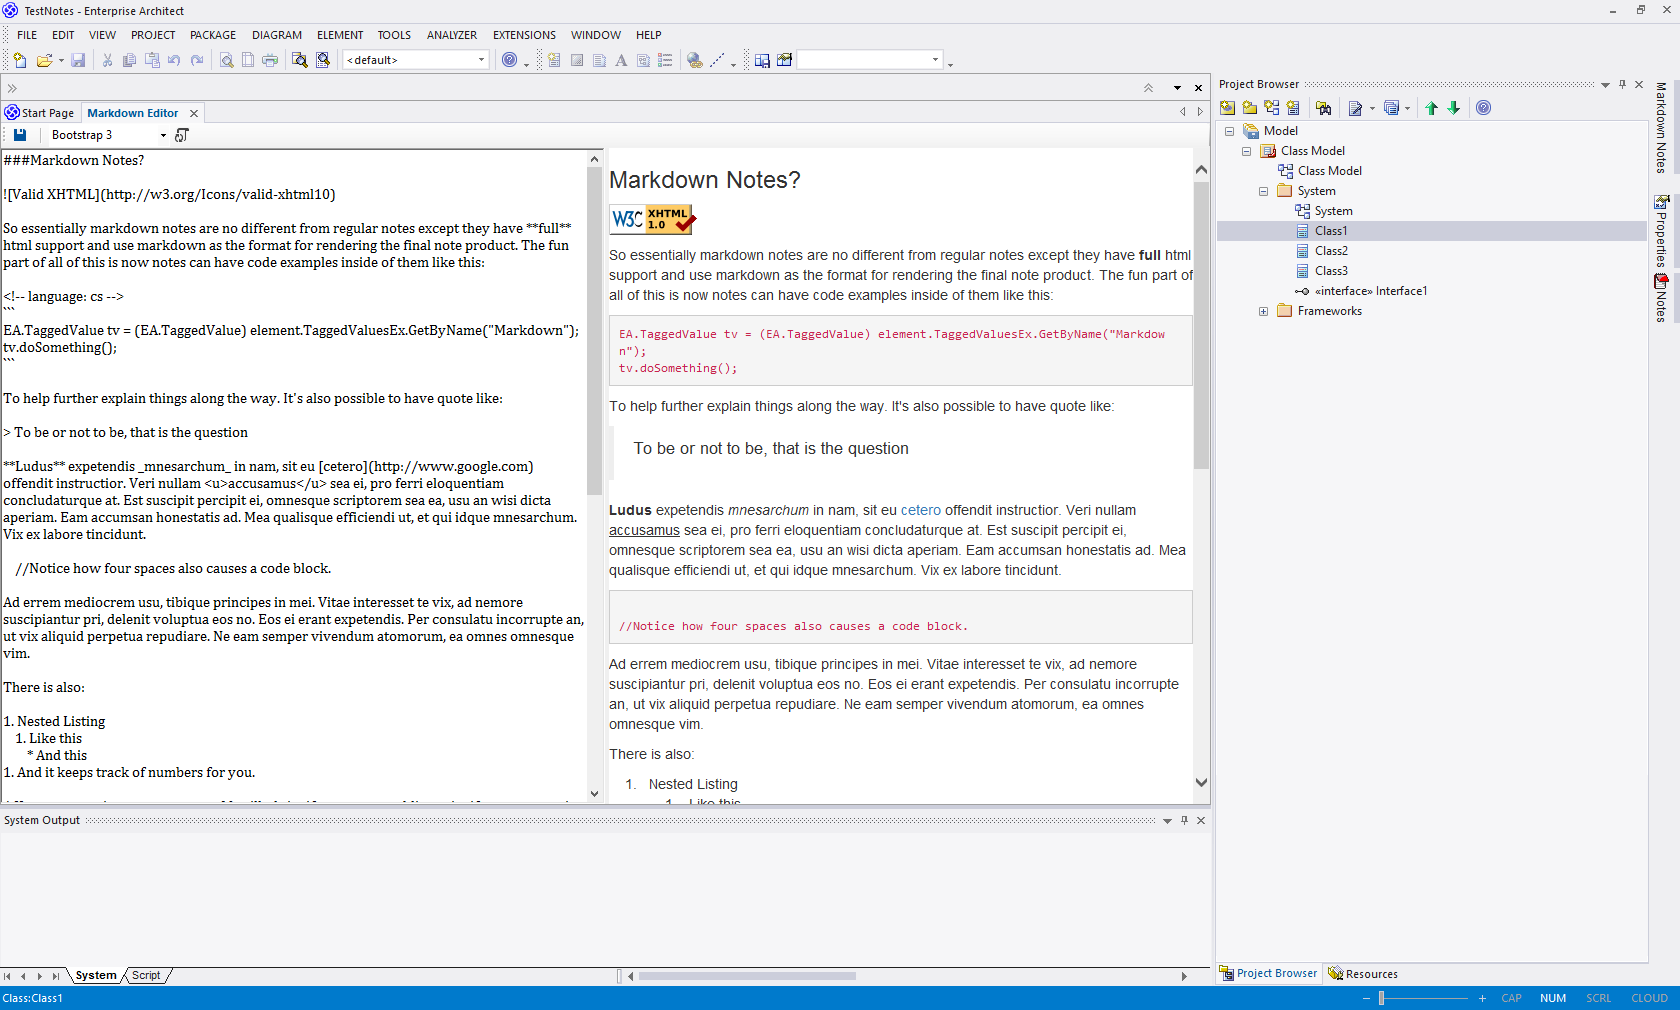 TestNotes - Enterprise Architect
FILE EDIT VIEW PROJECT PACKAGE DIAGRAM ELEMENT TOOLS ANALYZER EXTENSIONS WINDOW HELP
<default>
Start Page Markdown Editor
Bootstrap 3
###Markdown Notes?
![Valid XHTML](http://w3.org/Icons/valid-xhtml10)
So essentially markdown notes are no different from regular notes except they have **full**
html support and use markdown as the format for rendering the final note product. The fun
part of all of this is now notes can have code examples inside of them like this:
<!-- language: cs -->
```
EA.TaggedValue tv = (EA.TaggedValue) element.TaggedValuesEx.GetByName("Markdown");
tv.doSomething();
```
To help further explain things along the way. It's also possible to have quote like:
> To be or not to be, that is the question
**Ludus** expetendis _mnesarchum_ in nam, sit eu [cetero](http://www.google.com)
offendit instructior. Veri nullam <u>accusamus</u> sea ei, pro ferri eloquentiam
concludaturque at. Est suscipit percipit ei, omnesque scriptorem sea ea, usu an wisi dicta
aperiam. Eam accumsan honestatis ad. Mea qualisque efficiendi ut, et qui idque mnesarchum.
Vix ex labore tincidunt.
//Notice how four spaces also causes a code block.
Ad errem mediocrem usu, tibique principes in mei. Vitae interesset te vix, ad nemore
suscipiantur pri, delenit voluptua eos no. Eos ei erant expetendis. Per consulatu incorrupte an,
ut vix aliquid perpetua repudiare. Ne eam semper vivendum atomorum, ea omnes omnesque
vim.
There is also:
1. Nested Listing
1. Like this
* And this
1. And it keeps track of numbers for you.
Markdown Notes?
W3C XHTML
1.0
So essentially markdown notes are no different from regular notes except they have full html
support and use markdown as the format for rendering the final note product. The fun part of
all of this is now notes can have code examples inside of them like this:
EA.TaggedValue tv = (EA.TaggedValue) element.TaggedValuesEx.GetByName("Markdow
n");
tv.doSomething();
To help further explain things along the way. It's also possible to have quote like:
To be or not to be, that is the question
Ludus expetendis mnesarchum in nam, sit eu cetero offendit instructior. Veri nullam
accusamus sea ei, pro ferri eloquentiam concludaturque at. Est suscipit percipit ei,
omnesque scriptorem sea ea, usu an wisi dicta aperiam. Eam accumsan honestatis ad. Mea
qualisque efficiendi ut, et qui idque mnesarchum. Vix ex labore tincidunt.
//Notice how four spaces also causes a code block.
Ad errem mediocrem usu, tibique principes in mei. Vitae interesset te vix, ad nemore
suscipiantur pri, delenit voluptua eos no. Eos ei erant expetendis. Per consulatu incorrupte
an, ut vix aliquid perpetua repudiare. Ne eam semper vivendum atomorum, ea omnes
omnesque vim.
There is also:
1. Nested Listing
1. Like this
Project Browser
Model
Class Model
Class Model
System
System
Class1
Class2
Class3
«interface» Interface1
Frameworks
Project Browser Resources
Markdown Notes
Properties
Notes
System Output
System Script
Class:Class1
CAP NUM SCRL CLOUD